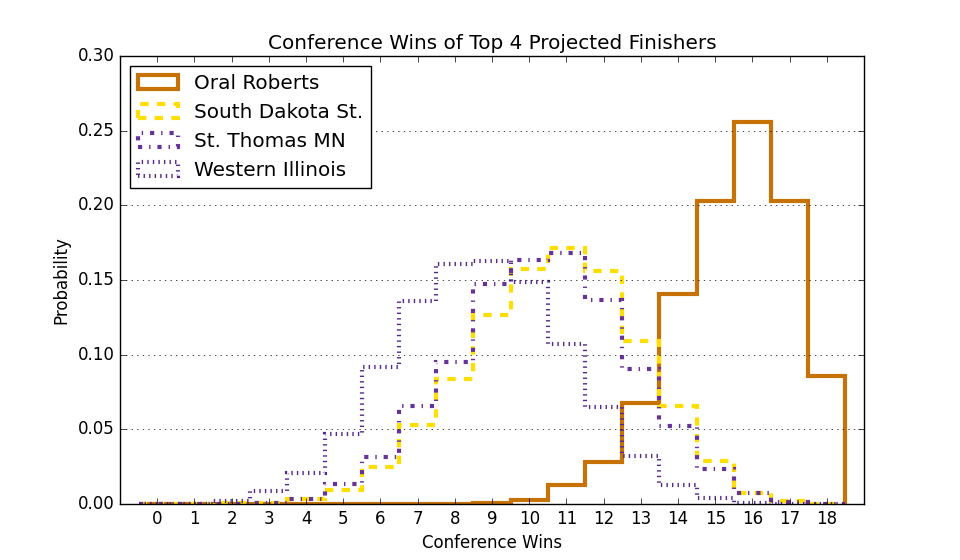 Conference Wins of Top 4 Projected Finishers
0.30
0.25
0.20
0.15
0.10
0.05
0.00
Probability
Oral Roberts
South Dakota St.
St. Thomas MN
Western Illinois
0 1 2 3 4 5 6 7 8 9 10 11 12 13 14 15 16 17 18
Conference Wins